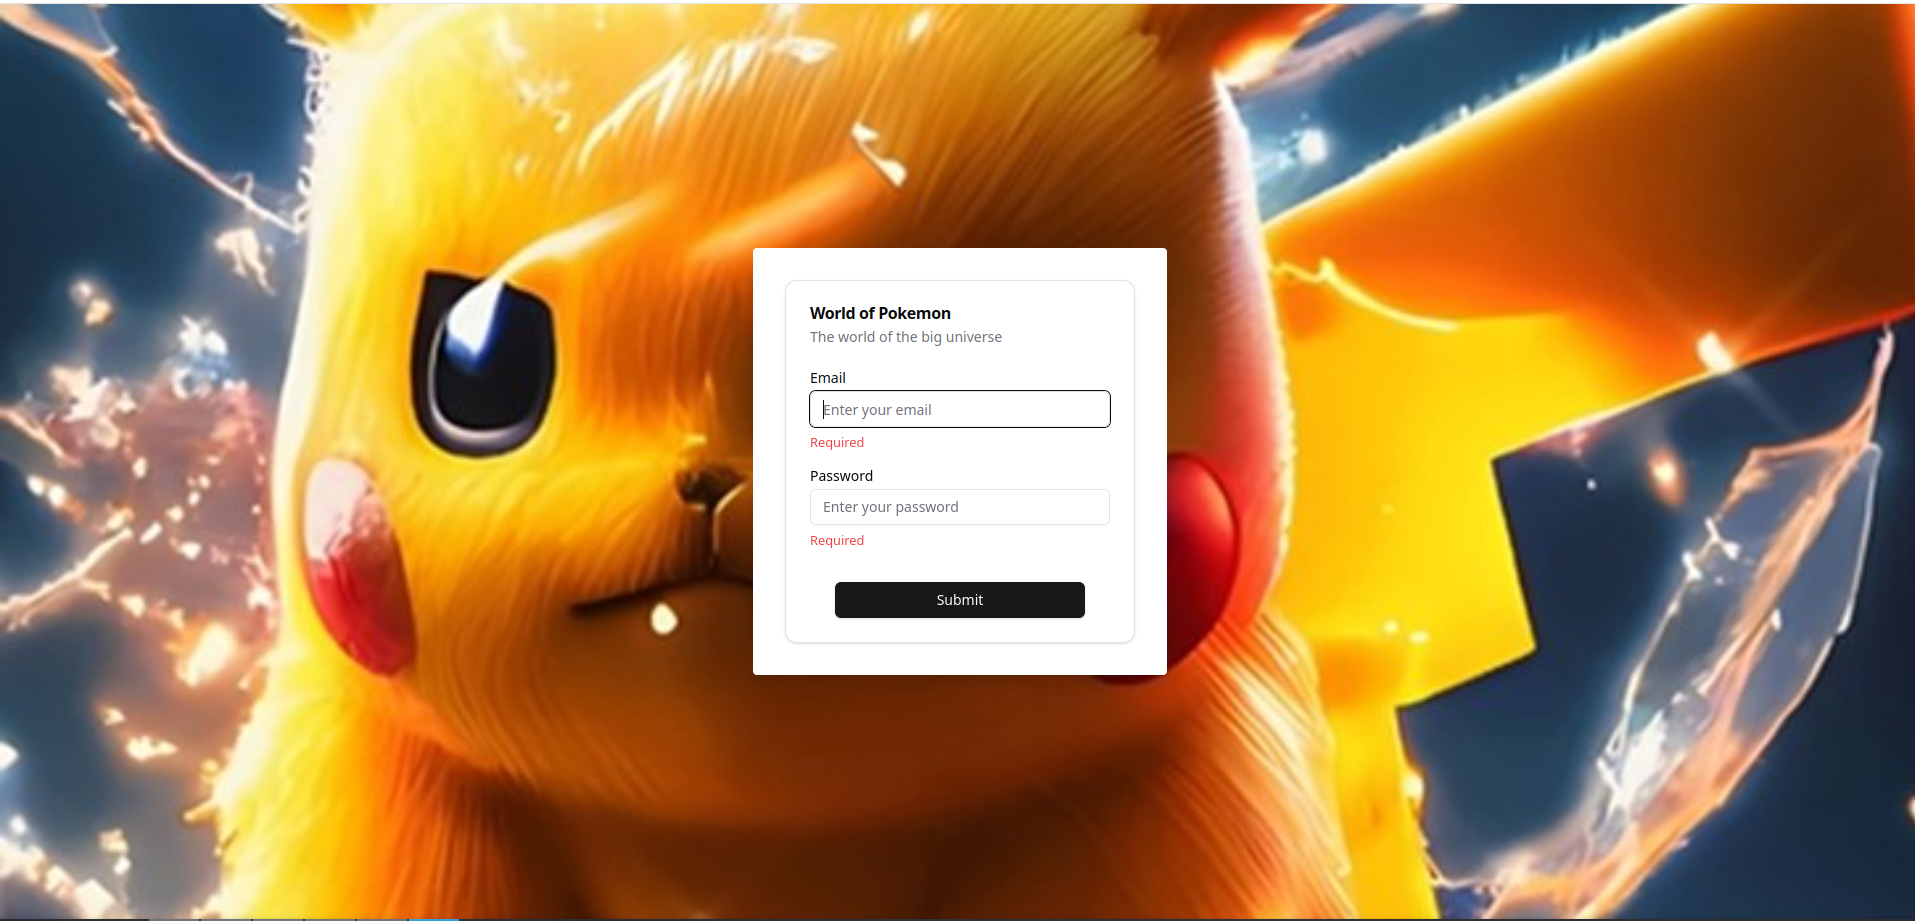 World of Pokemon
The world of the big universe
Email
Enter your email
Required
Password
Enter your password
Required
Submit